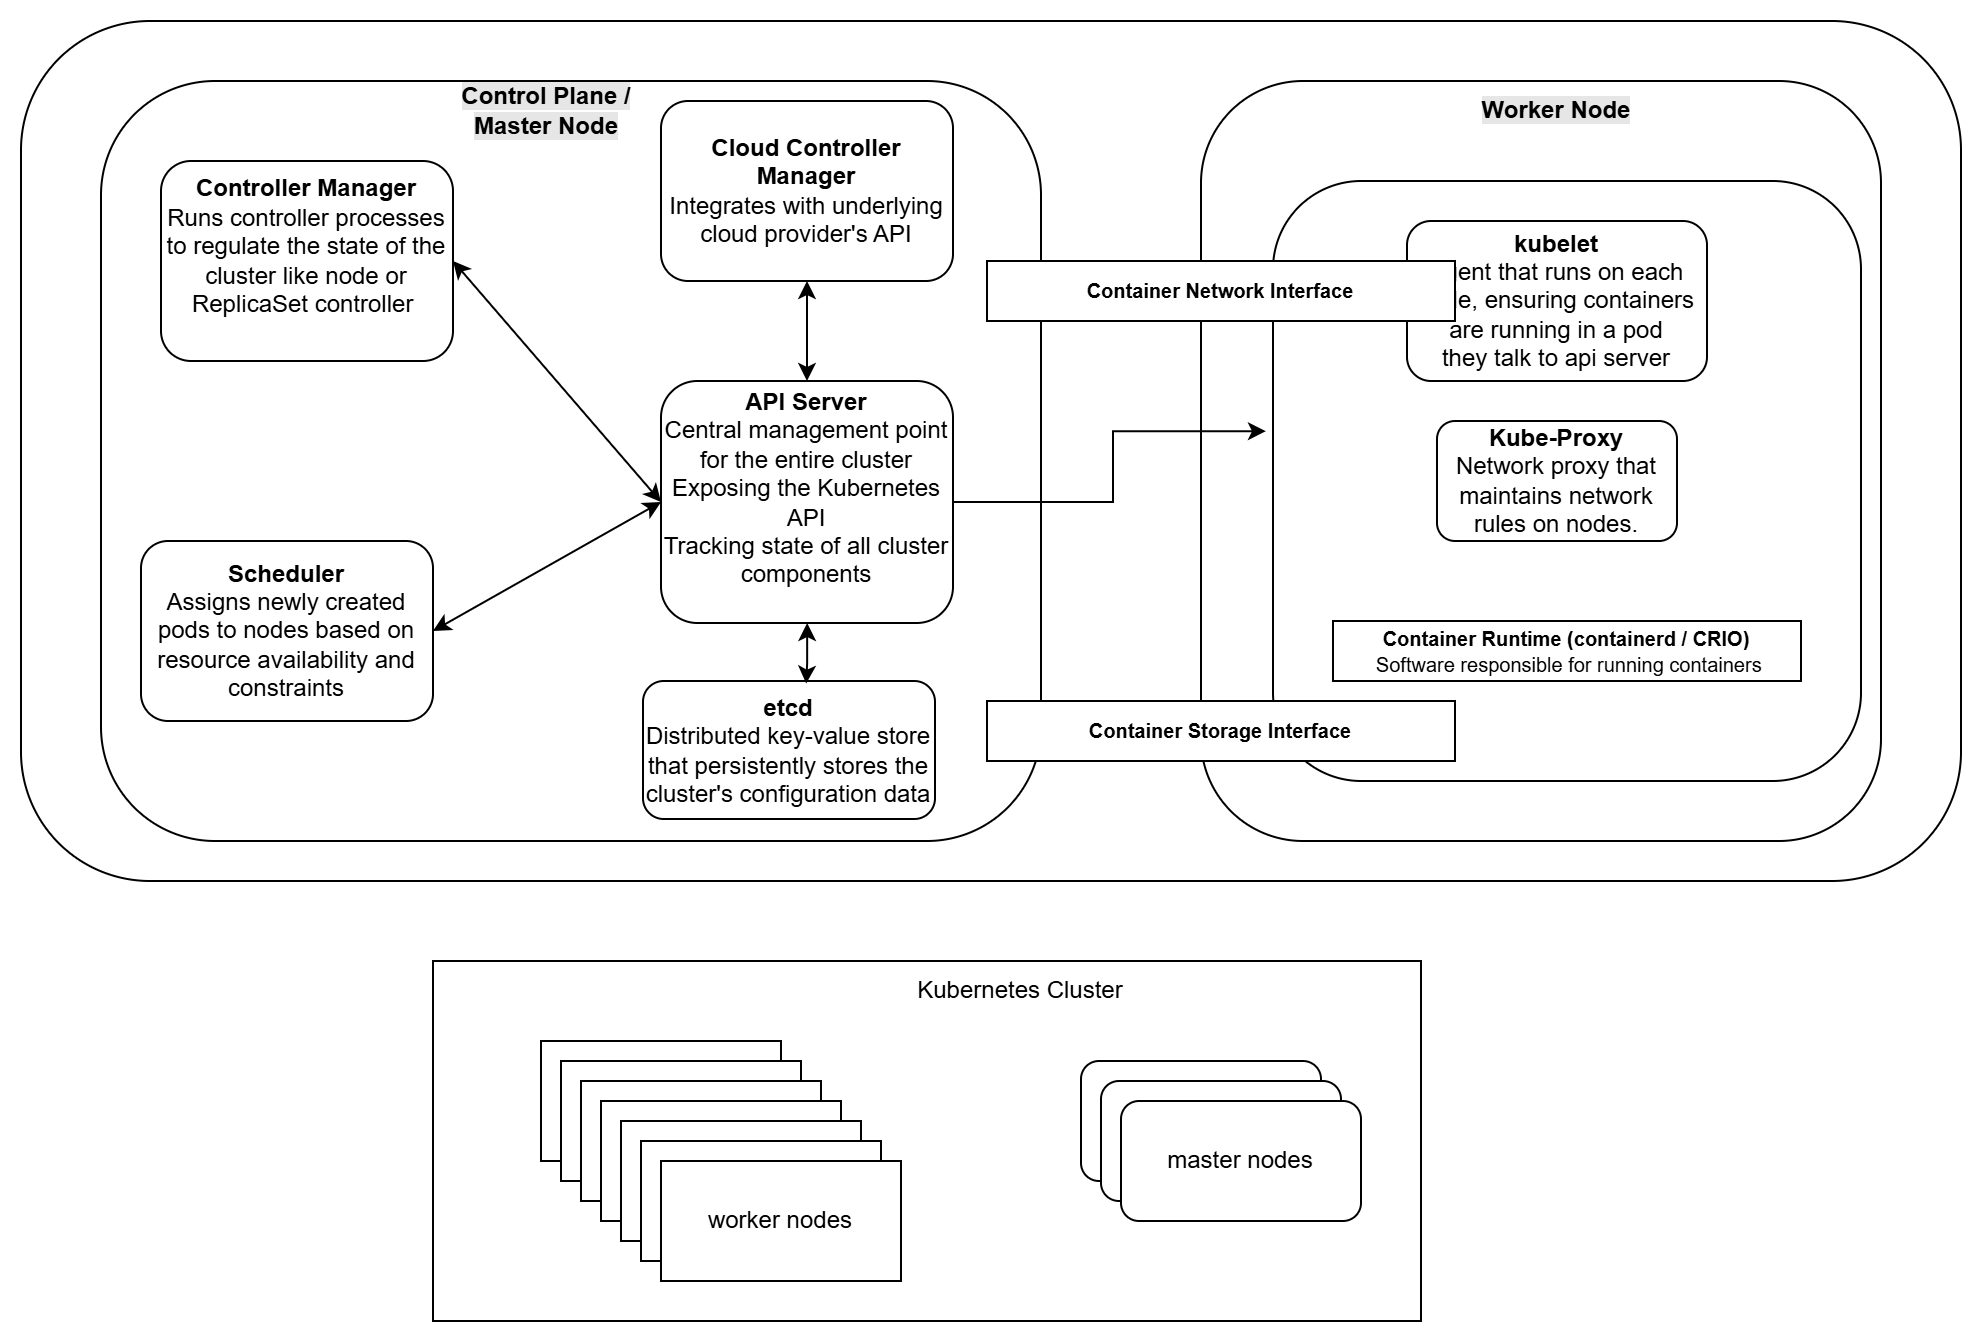 Control Plane /
Master Node
Controller Manager
Runs controller processes
to regulate the state of the
cluster like node or
ReplicaSet controller
Cloud Controller
Manager
Integrates with underlying
cloud provider's API
API Server
Central management point
for the entire cluster
Exposing the Kubernetes
API
Tracking state of all cluster
components
Scheduler
Assigns newly created
pods to nodes based on
resource availability and
constraints
etcd
Distributed key-value store
that persistently stores the
cluster's configuration data
Container Network Interface
Container Storage Interface
Worker Node
kubelet
that runs on each
ensuring containers
are running in a pod
they talk to api server
Kube-Proxy
Network proxy that
maintains network
rules on nodes.
Container Runtime (containerd / CRIO)
Software responsible for running containers
Kubernetes Cluster
worker nodes
master nodes